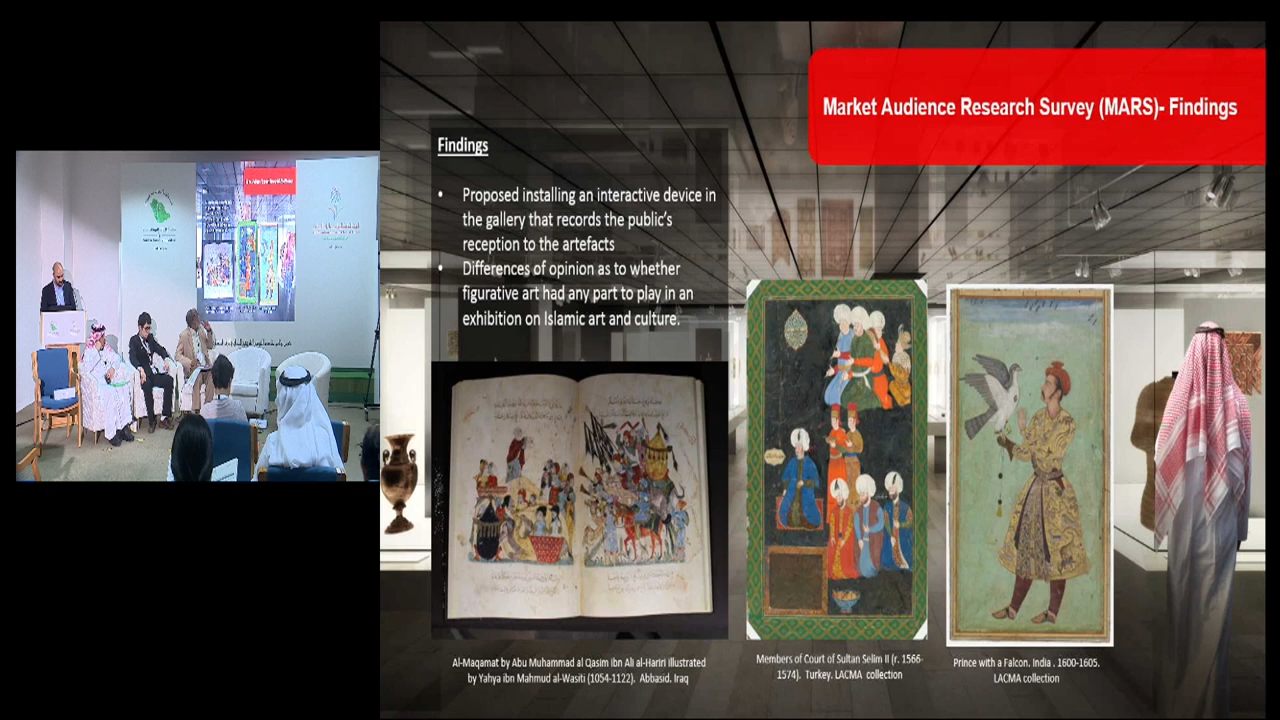 Market Audience Research Survey (MARS)- Findings
Findings
• Proposed installing an interactive device in
the gallery that records the public's
reception to the artefacts
• Differences of opinion as to whether
figurative art had any part to play in an
exhibition on Islamic art and culture.
Al-Maqamat by Abu Muhammad al Qasim ibn Ali al-Hariri illustrated
by Yahya ibn Mahmud al-Wasiti (1054-1122). Abbasid. Iraq
Members of Court of Sultan Selim II (r. 1566-
1574). Turkey. LACMA collection
Prince with a Falcon. India . 1600-1605.
LACMA collection